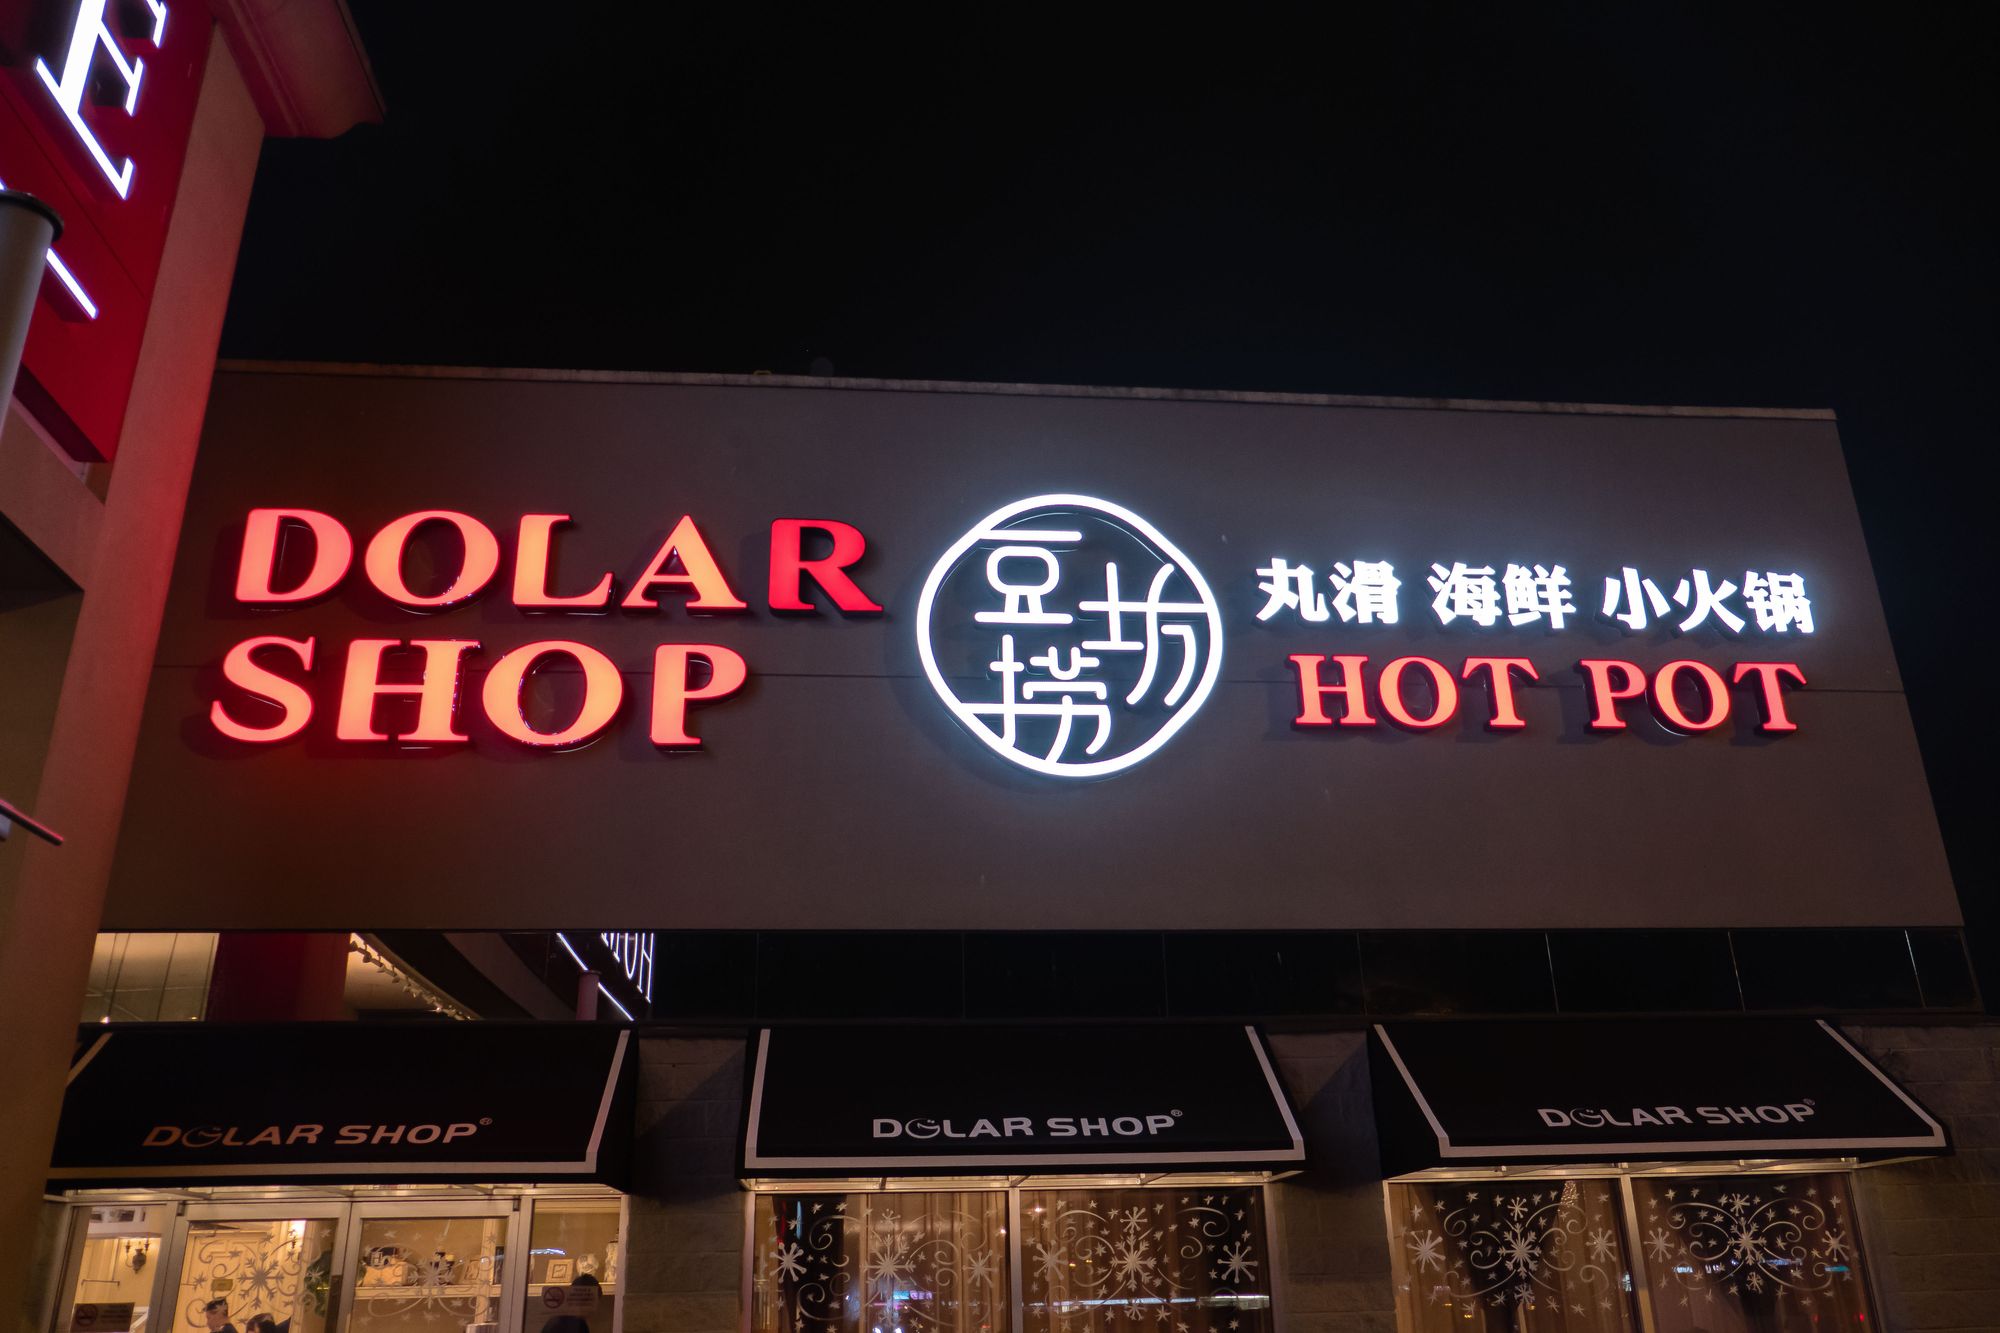 DOLAR
SHOP
豆捞坊
丸滑 海鲜 小火锅
HOT POT
DOLAR SHOP®
DOLAR SHOP®
DOLAR SHOP®